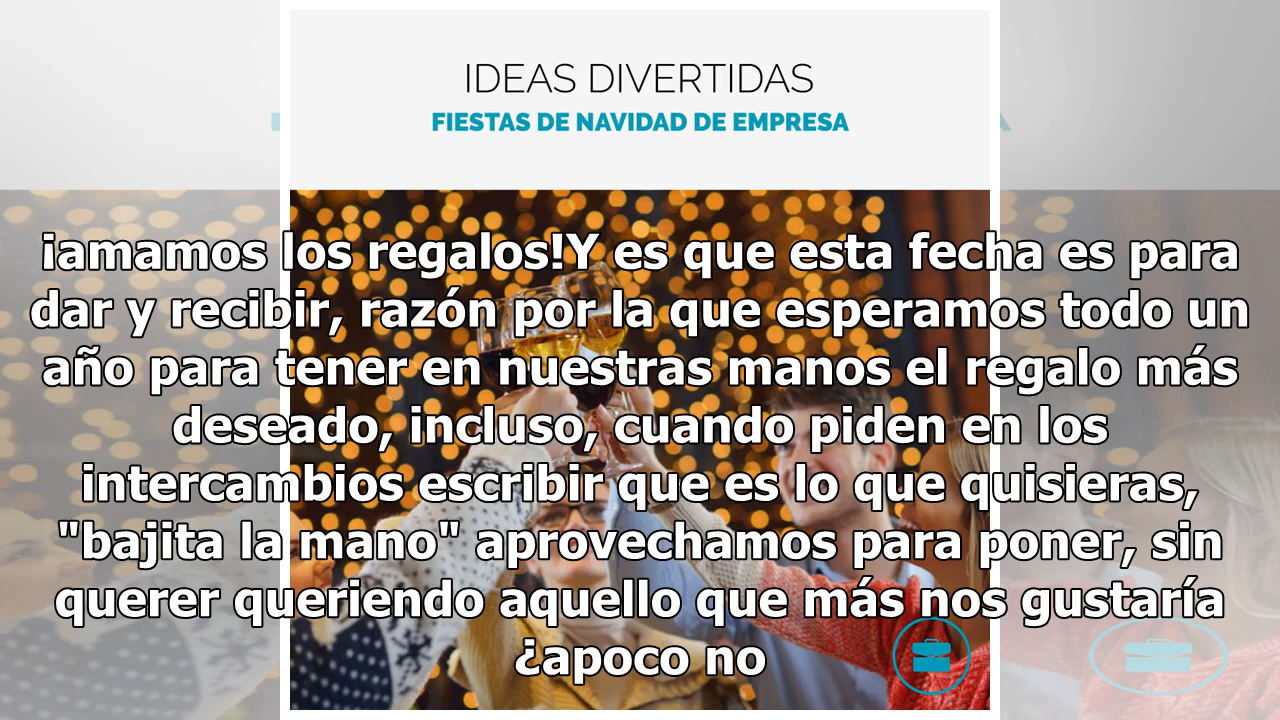 IDEAS DIVERTIDAS
FIESTAS DE NAVIDAD DE EMPRESA
¡amamos los regalos!Y es que esta fecha es para
dar y recibir, razón por la que esperamos todo un
año para tener en nuestras manos el regalo más
deseado, incluso, cuando piden en los
intercambios escribir que es lo que quisieras,
"bajita la mano" aprovechamos para poner, sin
querer queriendo aquello que más nos gustaría
¿apoco no